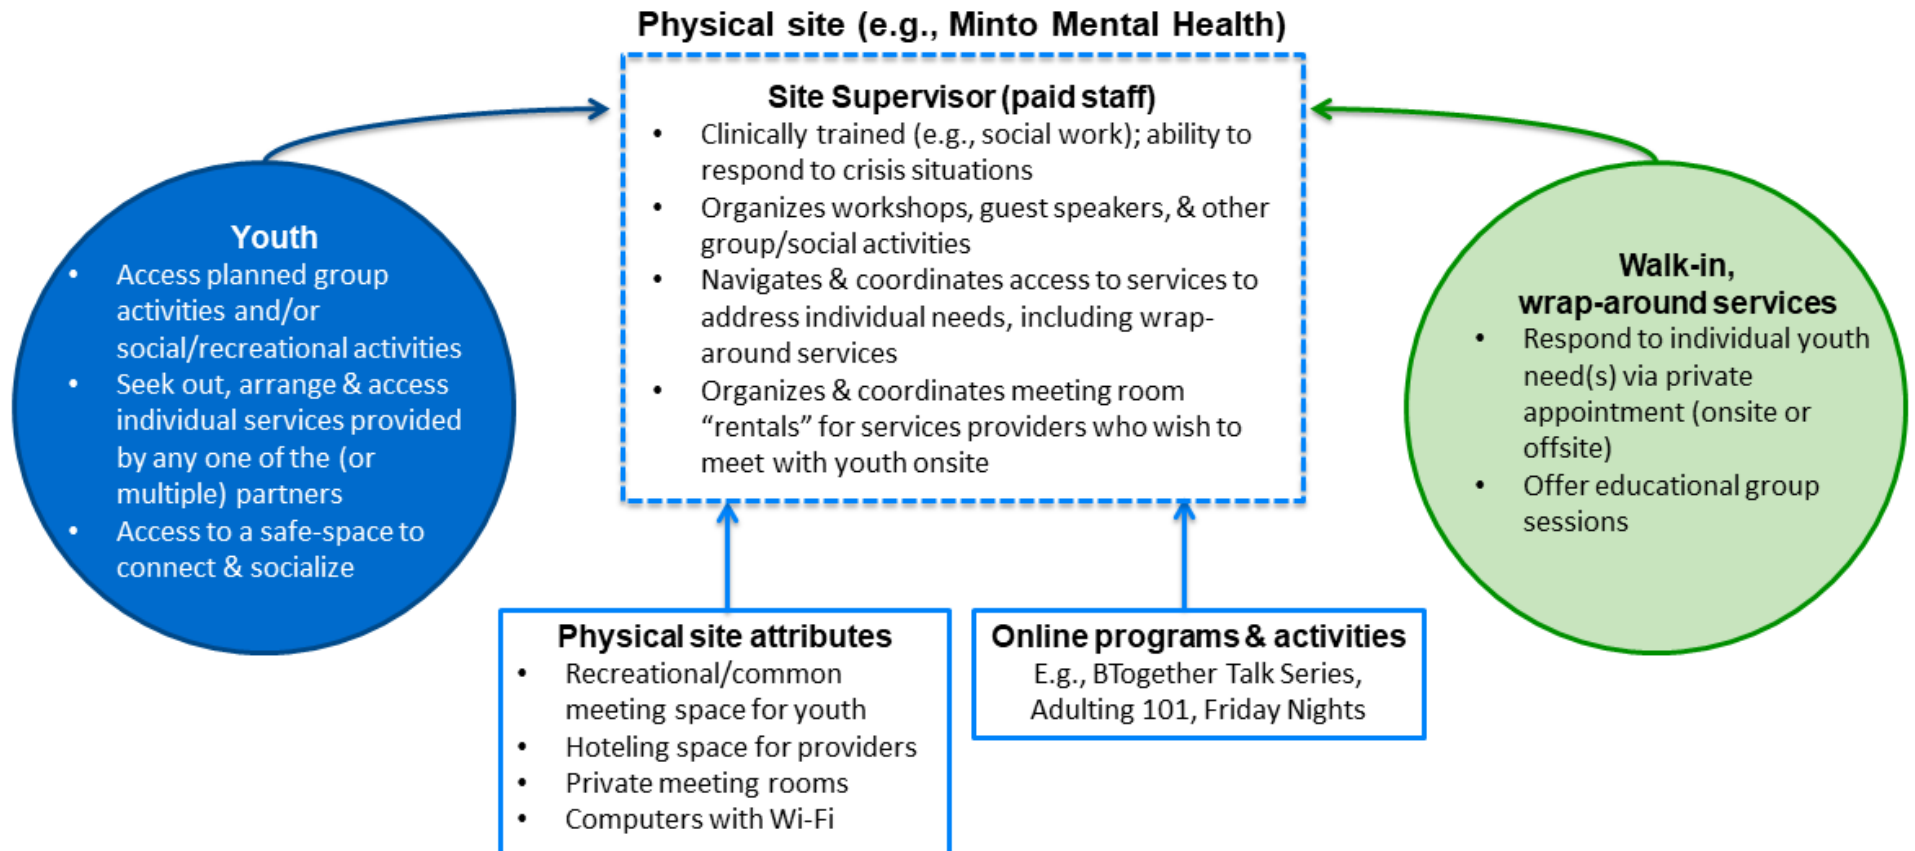 Physical site (e.g., Minto Mental Health)
Site Supervisor (paid staff)
• Clinically trained (e.g., social work); ability to
respond to crisis situations
• Organizes workshops, guest speakers, & other
group/social activities
• Navigates & coordinates access to services to
address individual needs, including wrap-
around services
• Organizes & coordinates meeting room
“rentals” for services providers who wish to
meet with youth onsite
Youth
• Access planned group
activities and/or
social/recreational activities
• Seek out, arrange & access
individual services provided
by any one of the (or
multiple) partners
• Access to a safe-space to
connect & socialize
Walk-in,
wrap-around services
• Respond to individual youth
need(s) via private
appointment (onsite or
offsite)
• Offer educational group
sessions
Physical site attributes
• Recreational/common
meeting space for youth
• Hoteling space for providers
• Private meeting rooms
• Computers with Wi-Fi
Online programs & activities
E.g., BTogether Talk Series,
Adulting 101, Friday Nights